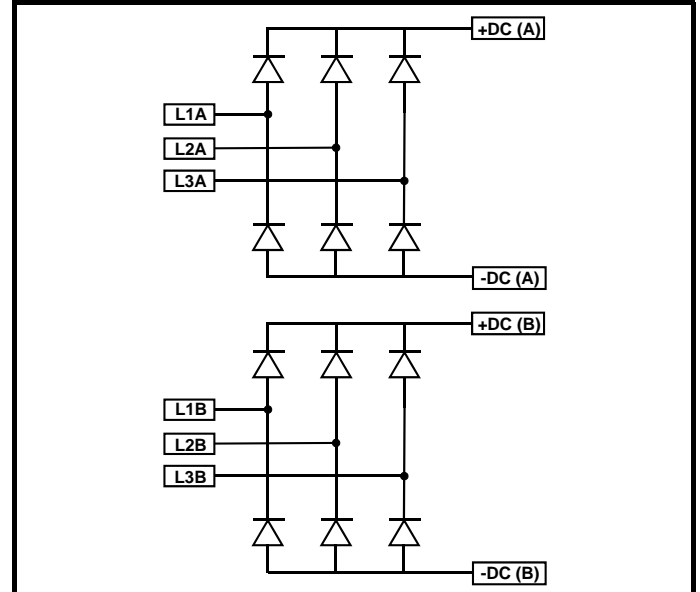 +DC (A)
L1A
L2A
L3A
-DC (A)
+DC (B)
L1B
L2B
L3B
-DC (B)